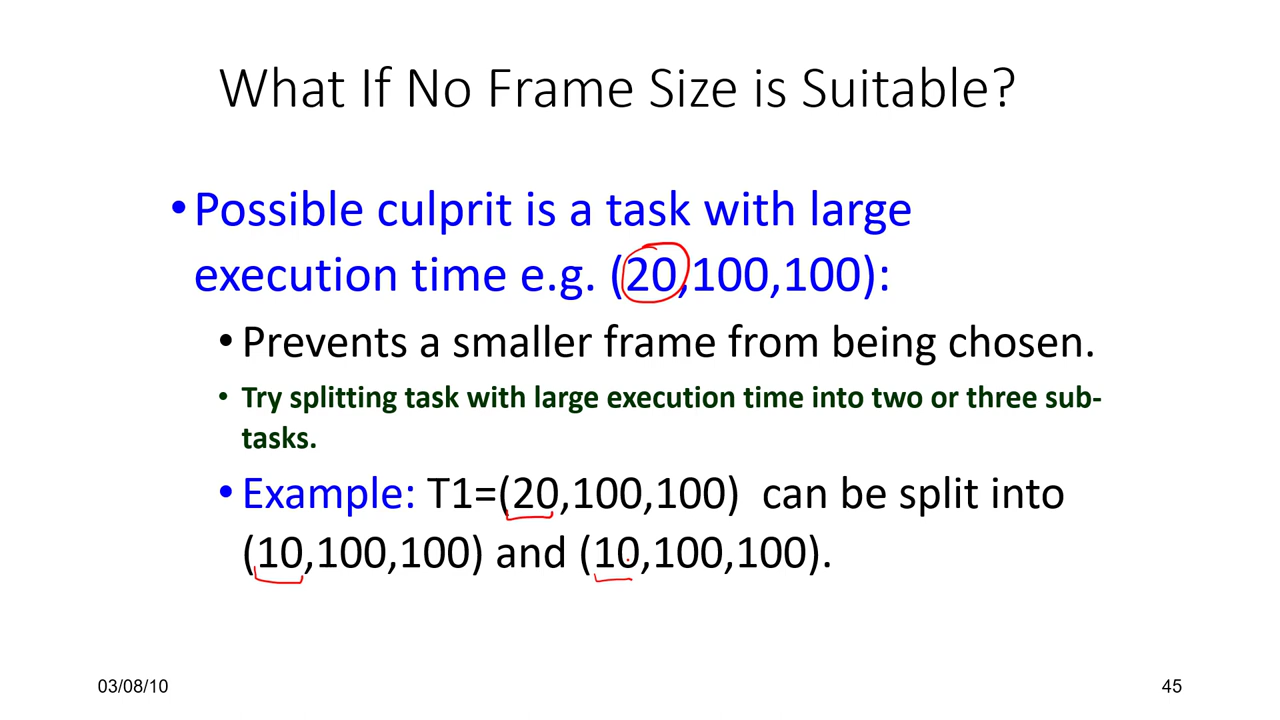 What If No Frame Size is Suitable?
•Possible culprit is a task with large
execution time e.g. (20,100,100):
•Prevents a smaller frame from being chosen.
• Try splitting task with large execution time into two or three sub-
tasks.
•Example: T1=(20,100,100) can be split into
(10,100,100) and (10,100,100).
03/08/10
45